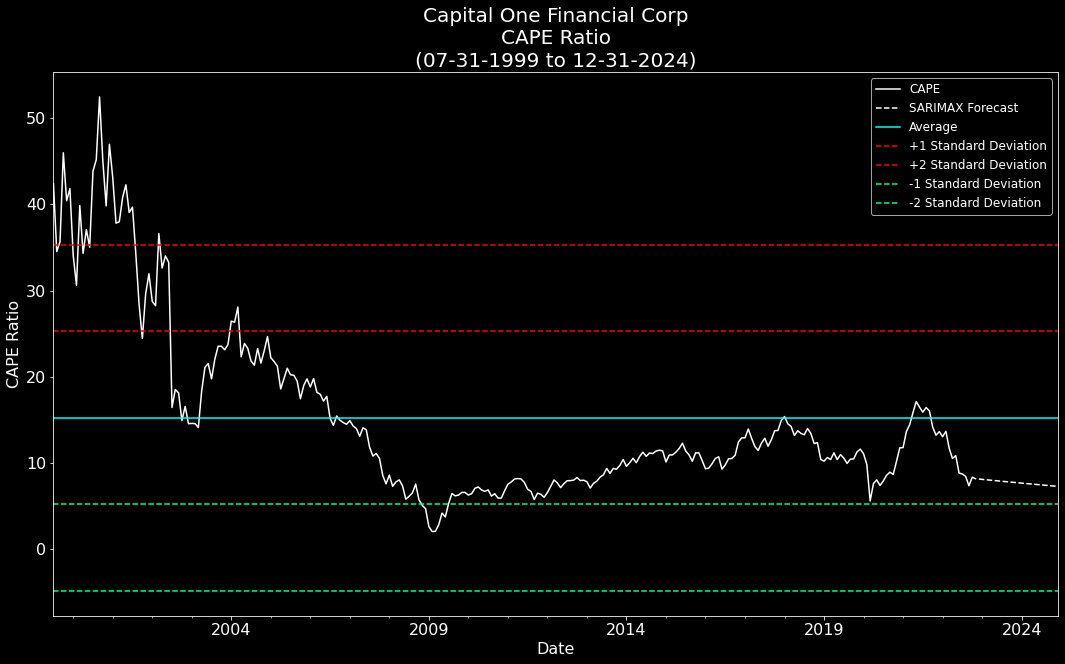 Capital One Financial Corp
CAPE Ratio
(07-31-1999 to 12-31-2024)
CAPE
SARIMAX Forecast
Average
+1 Standard Deviation
+2 Standard Deviation
-1 Standard Deviation
-2 Standard Deviation
CAPE Ratio
50
40
30
20
10
0
2004
2009
2014
2019
2024
Date